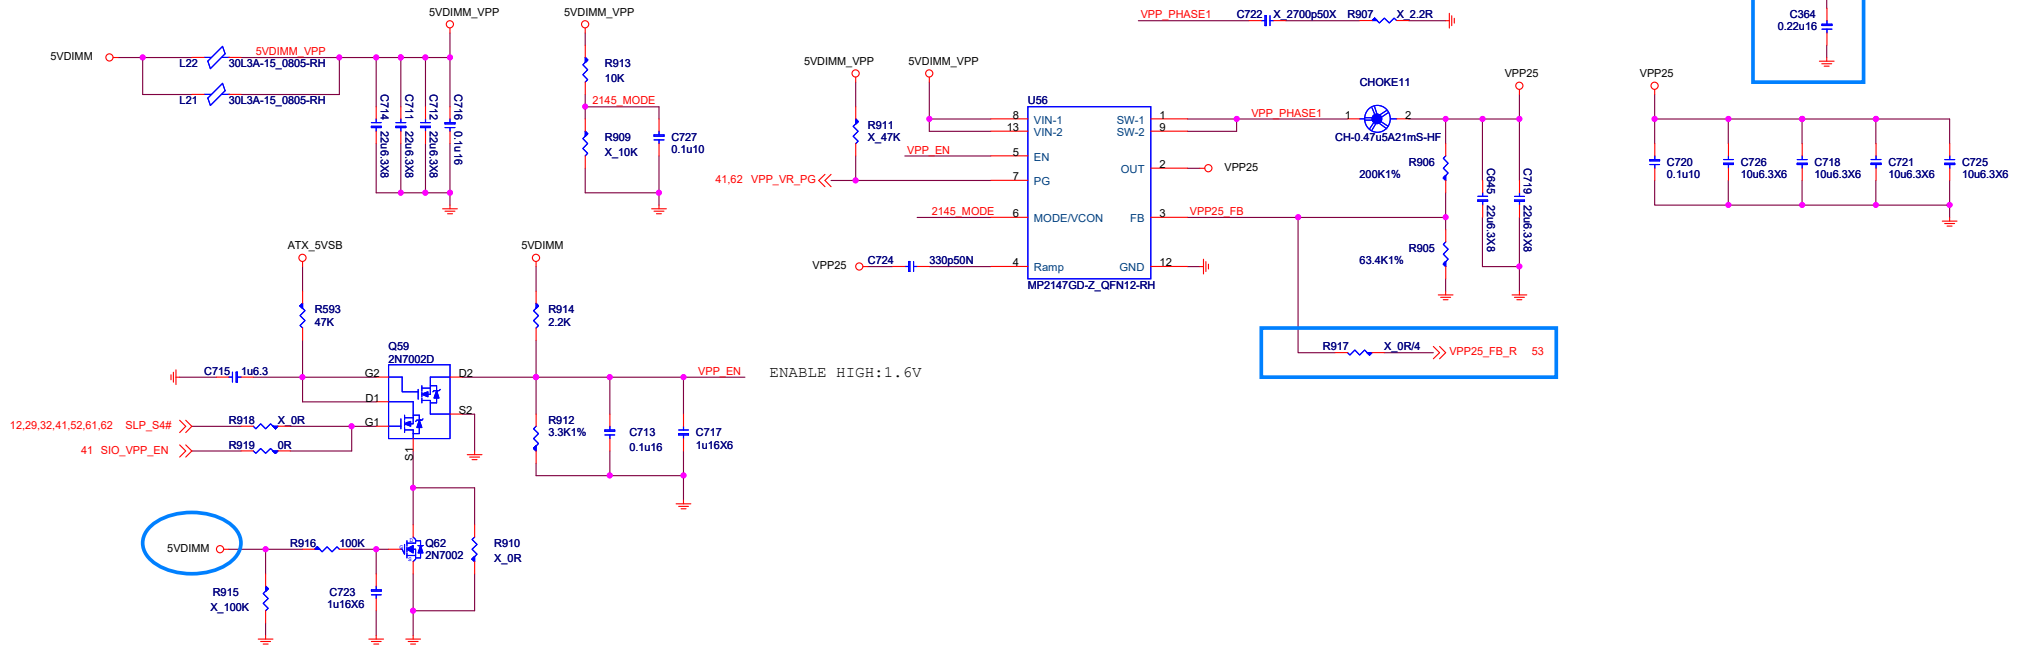 5VDIMM_VPP
5VDIMM_VPP
VPP_PHASE1 C722 X_2700p50X R907 X_2.2R
C364
0.22u16
5VDIMM
5VDIMM_VPP
L22 30L3A-15_0805-RH
L21 30L3A-15_0805-RH
C714 22u6.3X8
C711 22u6.3X8
C712 22u6.3X8
C716 0.1u16
R913
10K
2145_MODE
R909
X_10K
C727
0.1u10
5VDIMM_VPP
5VDIMM_VPP
R911
X_47K
VPP_EN
41,62 VPP_VR_PG
2145_MODE
VPP25 C724 330p50N
U56
8 VIN-1
13 VIN-2
5 EN
7 PG
6 MODE/VCON
4 Ramp
SW-1 1
SW-2 9
OUT 2
FB 3
GND 12
MP2147GD-Z_QFN12-RH
VPP_PHASE1
CHOKE11
1 2
CH-0.47u5A21mS-HF
VPP25
VPP25
VPP25_FB
R906
200K1%
R905
63.4K1%
C645 22u6.3X8
C719 22u6.3X8
R917 X_0R/4 VPP25_FB_R 53
VPP25
C720
0.1u10
C726
10u6.3X6
C718
10u6.3X6
C721
10u6.3X6
C725
10u6.3X6
ATX_5VSB
5VDIMM
R593
47K
R914
2.2K
Q59
2N7002D
C715 1u6.3
G2 D2
D1
S2
G1
S1
VPP_EN ENABLE HIGH:1.6V
12,29,32,41,52,61,62 SLP_S4# R918 X_0R
41 SIO_VPP_EN R919 0R
R912
3.3K1%
C713
0.1u16
C717
1u16X6
5VDIMM
R916 100K
Q62
2N7002
R910
X_0R
R915
X_100K
C723
1u16X6